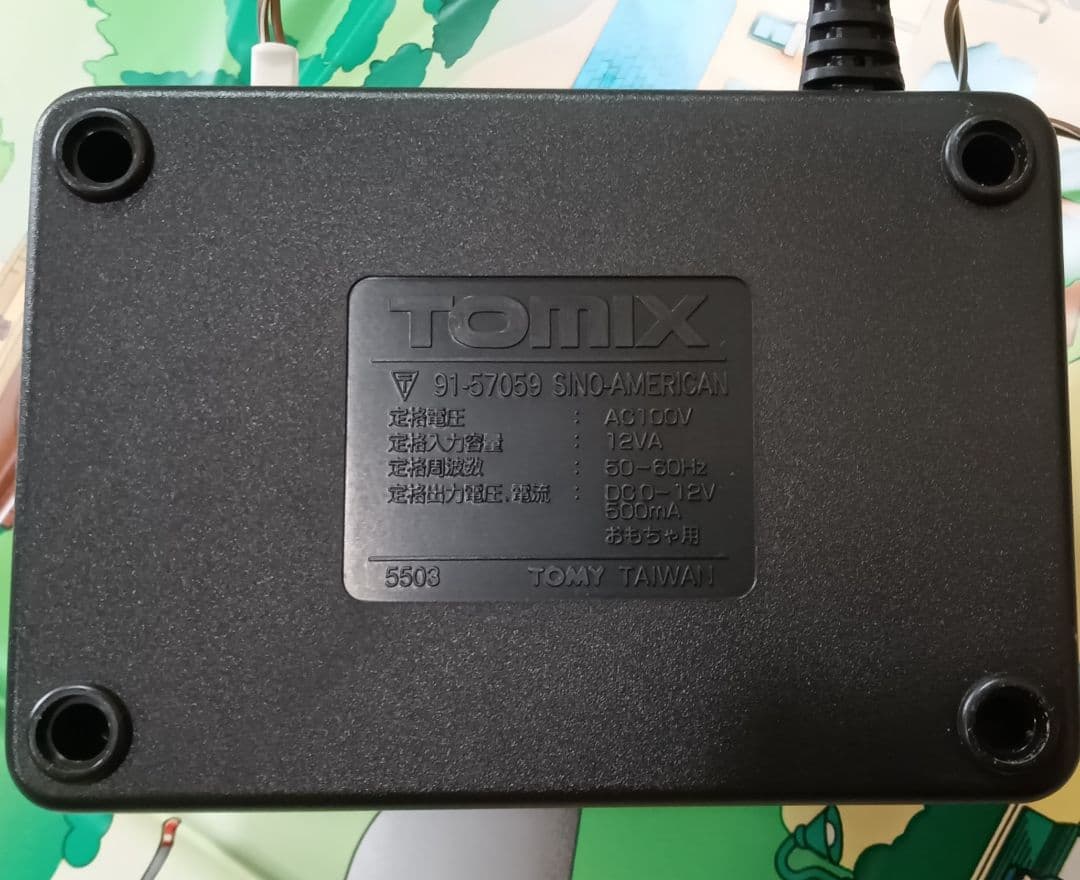 TOMIX
T 91-57059 SINO-AMERICAN
定格電圧 : AC100V
定格入力容量 : 12VA
定格周波数 : 50-60Hz
定格出力電圧、電流 : DC0-12V
500mA
おもちゃ用
5503 TOMY TAIWAN